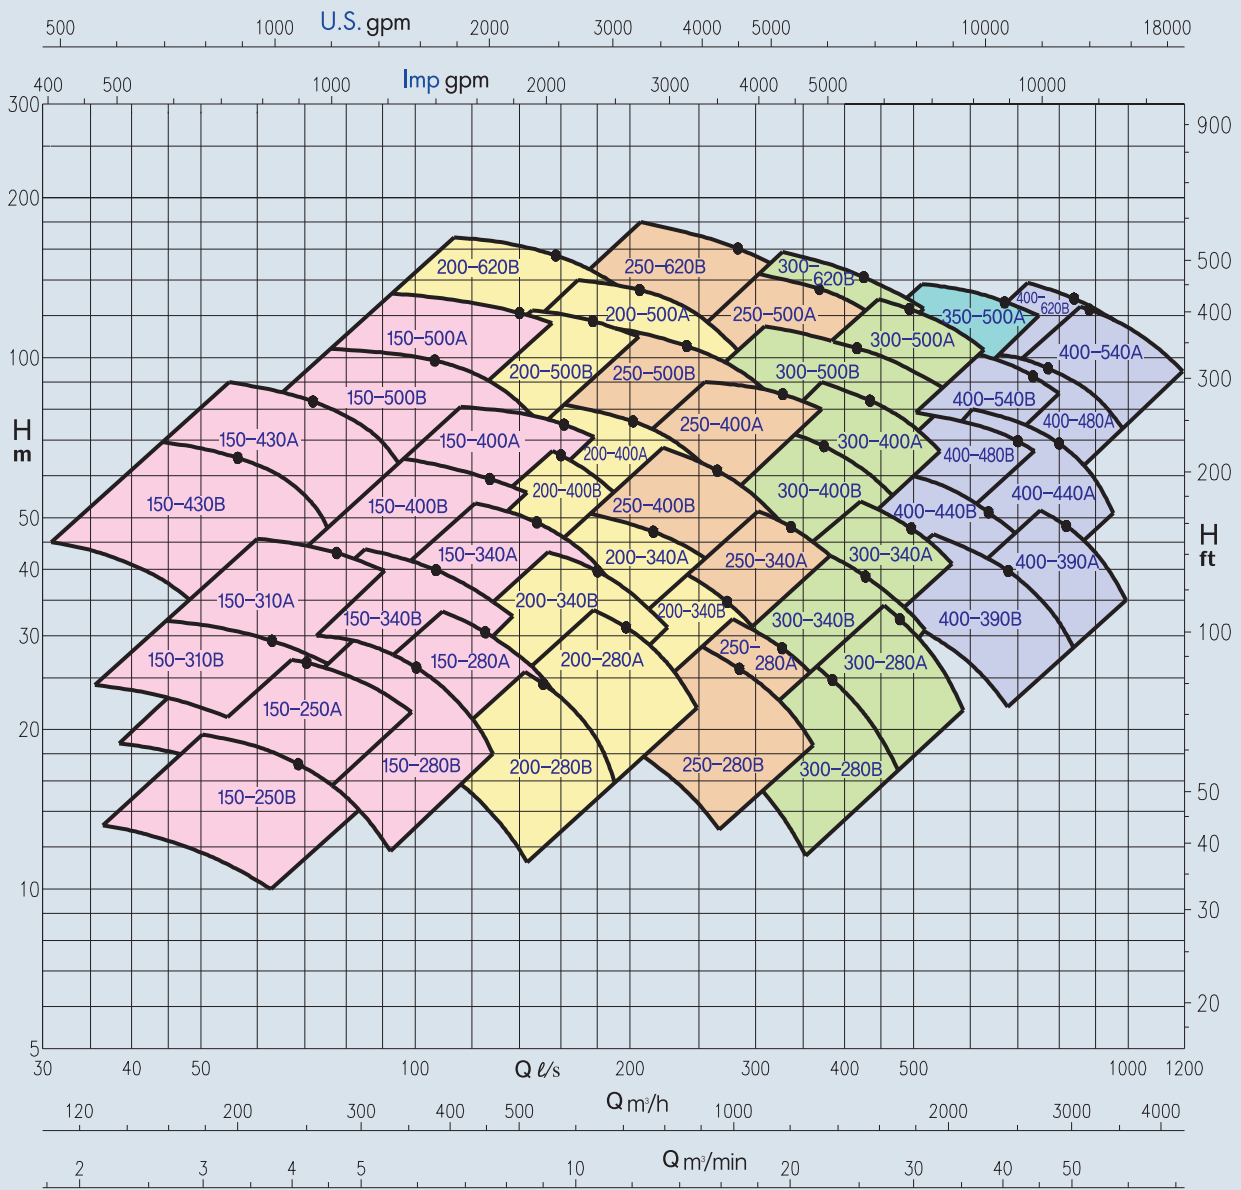 U.S. gpm
500 1000 2000 3000 4000 5000 10000 18000
Imp gpm
400 500 1000 2000 3000 4000 5000 10000
300 900
200
200-620B 250-620B 300-620B 500
200-500A 250-500A 350-500A 400-620B 400
150-500A 300-500A 400-540A
100
200-500B 250-500B 300-500B 300
150-500B 400-540B
150-430A 150-400A 200-400A 250-400A 300-400A 400-480A
H
m
400-480B 200
150-430B 150-400B 200-400B 250-400B 300-400B 400-440A
50 400-440B
H
ft
150-340A 200-340A 250-340A 300-340A 400-390A
40
150-310A 150-340B 200-340B 200-340B 300-340B 400-390B
30 100
150-310B 150-280A 200-280A 250-280A 300-280A
150-250A
20
150-280B 200-280B 250-280B 300-280B
150-250B 50
40
10
30
20
5
30 40 50 100 200 300 400 500 1000 1200
Q ℓ/s
Q m³/h
120 200 300 400 500 1000 2000 3000 4000
Q m³/min
2 3 4 5 10 20 30 40 50